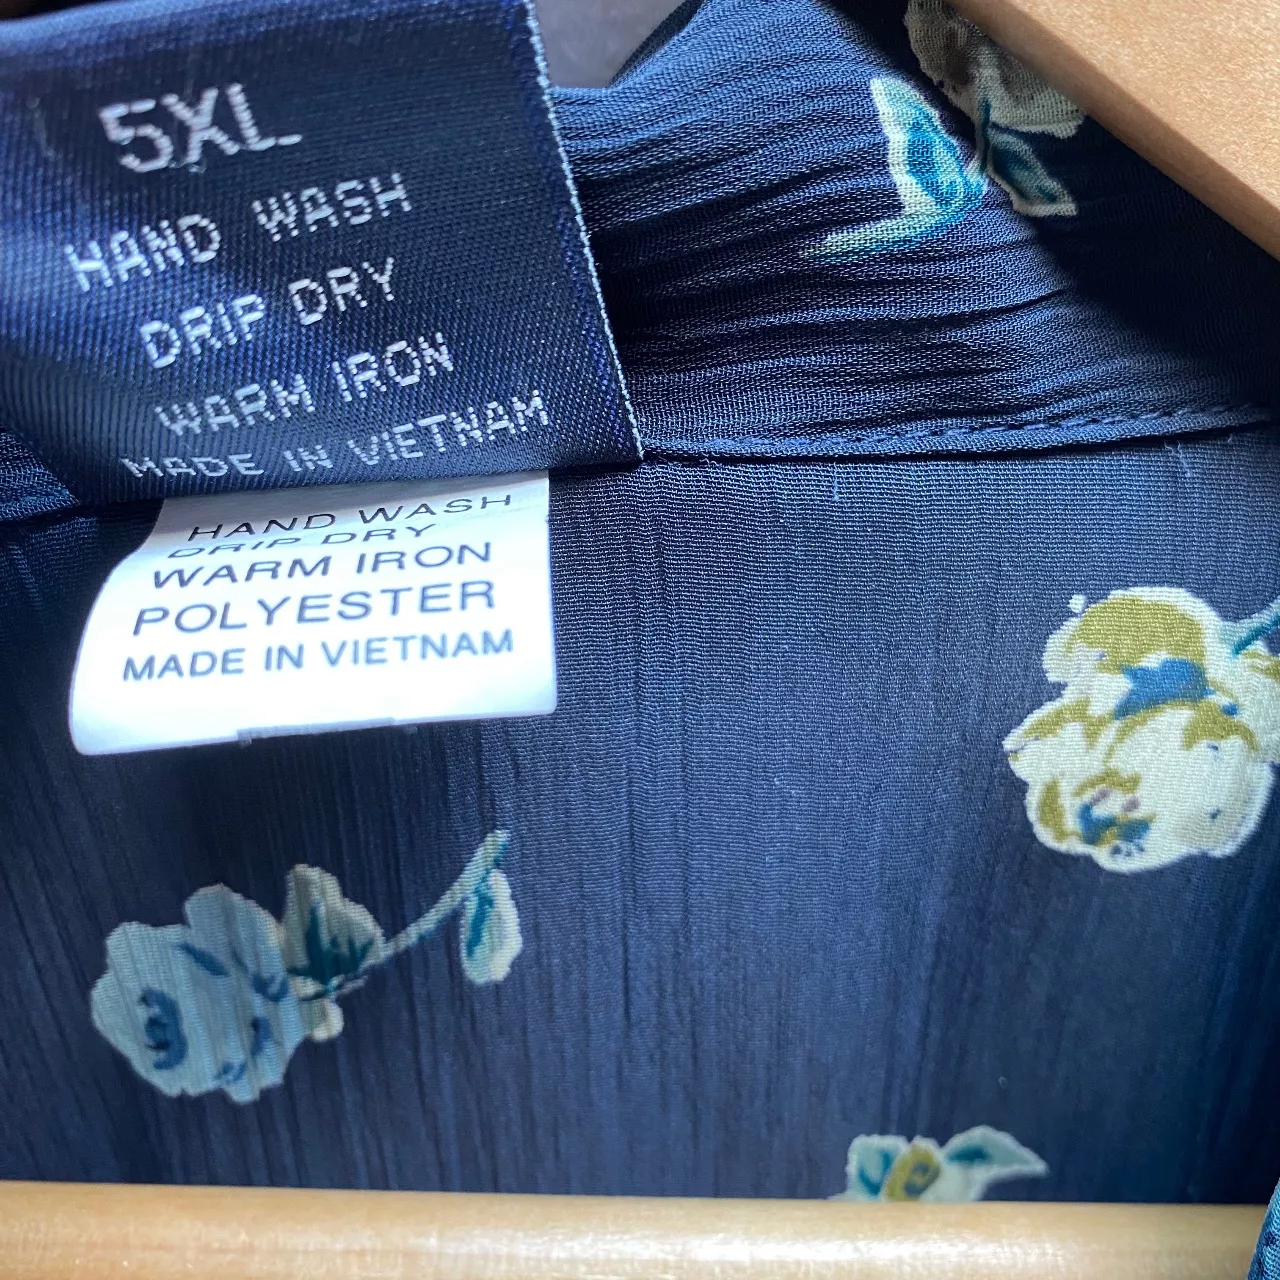 5XL
HAND WASH
DRIP DRY
WARM IRON
MADE IN VIETNAM
HAND WASH
DRIP DRY
WARM IRON
POLYESTER
MADE IN VIETNAM